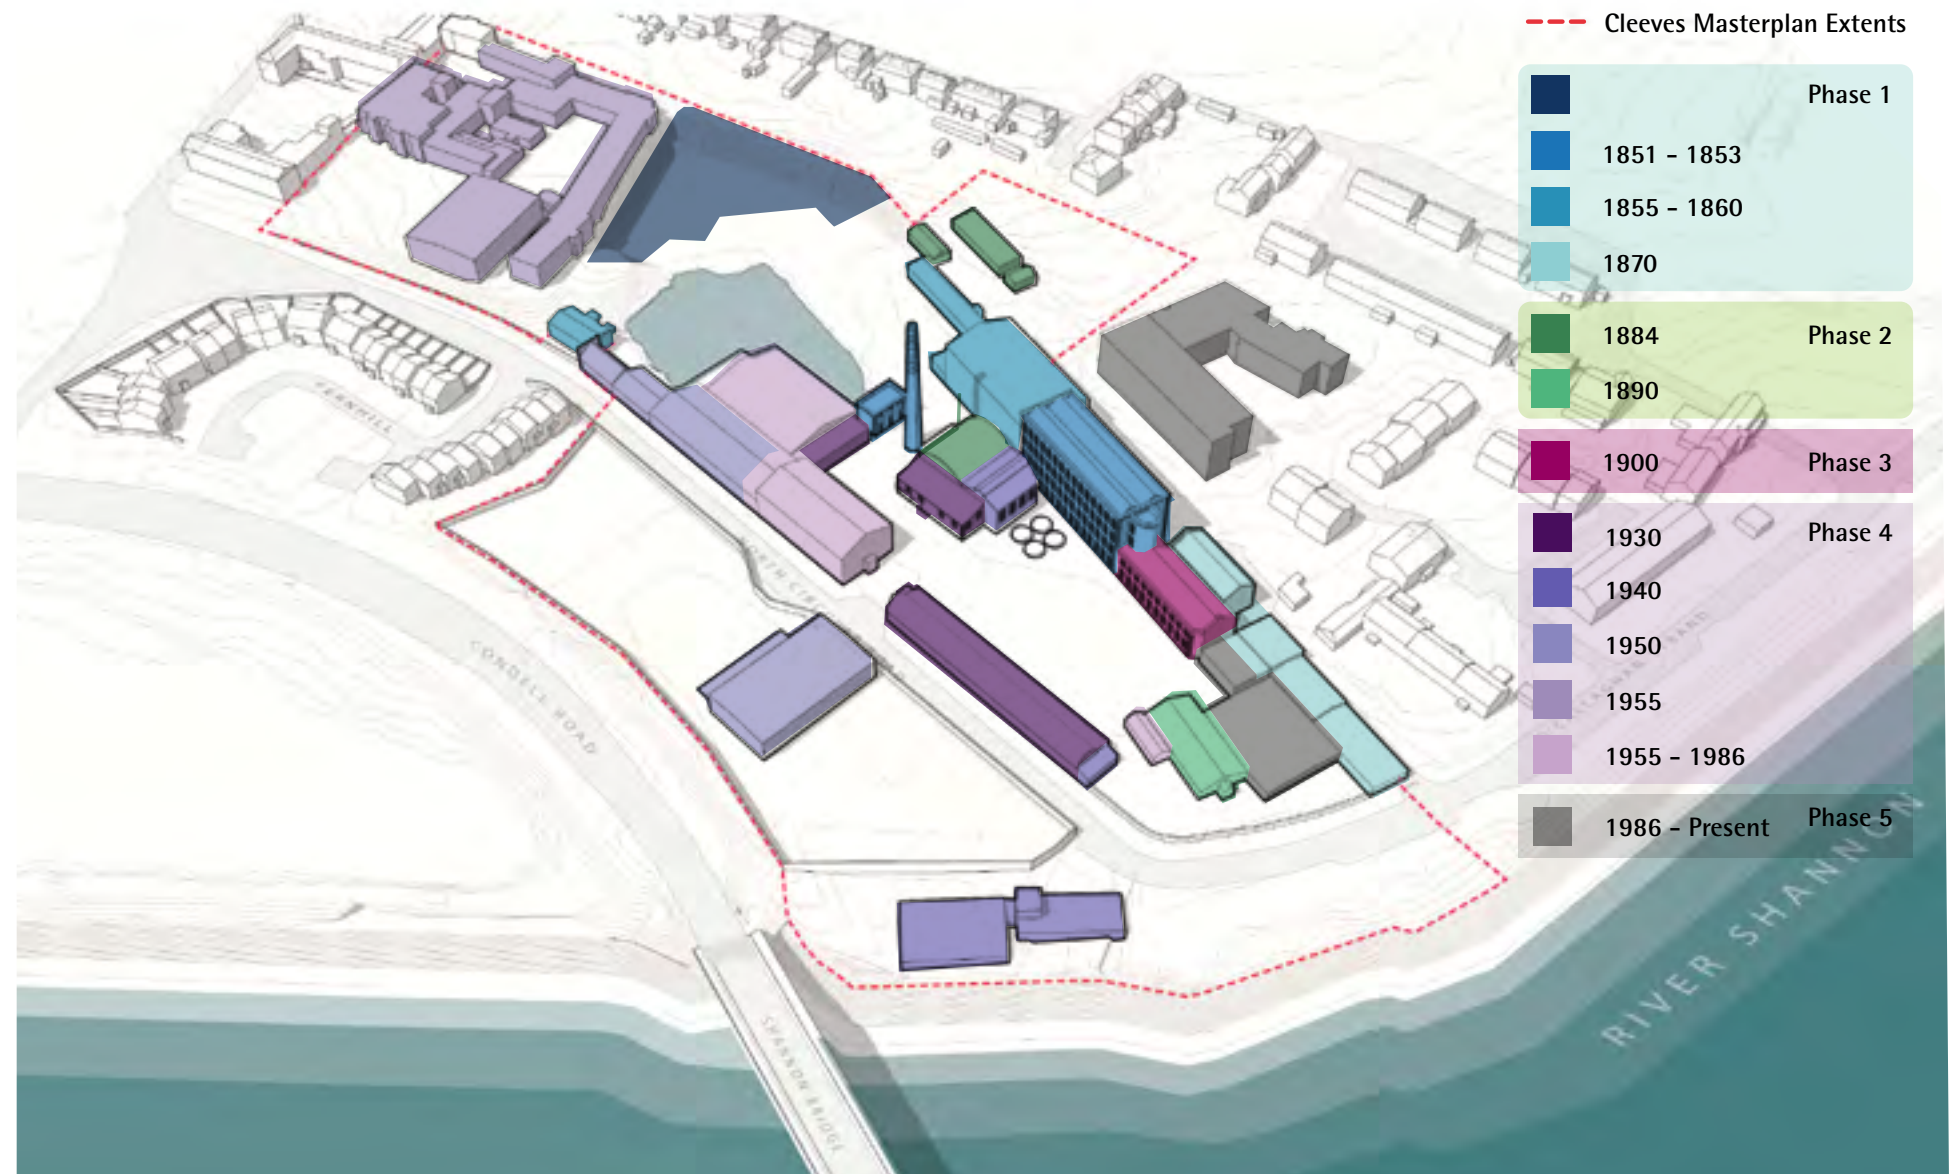 Cleeves Masterplan Extents
Phase 1
1851 - 1853
1855 - 1860
1870
1884 Phase 2
1890
1900 Phase 3
1930 Phase 4
1940
1950
1955
1955 - 1986
1986 - Present Phase 5
FERNHILL
CONDELL ROAD
SHANNON BRIDGE
RIVER SHANNON